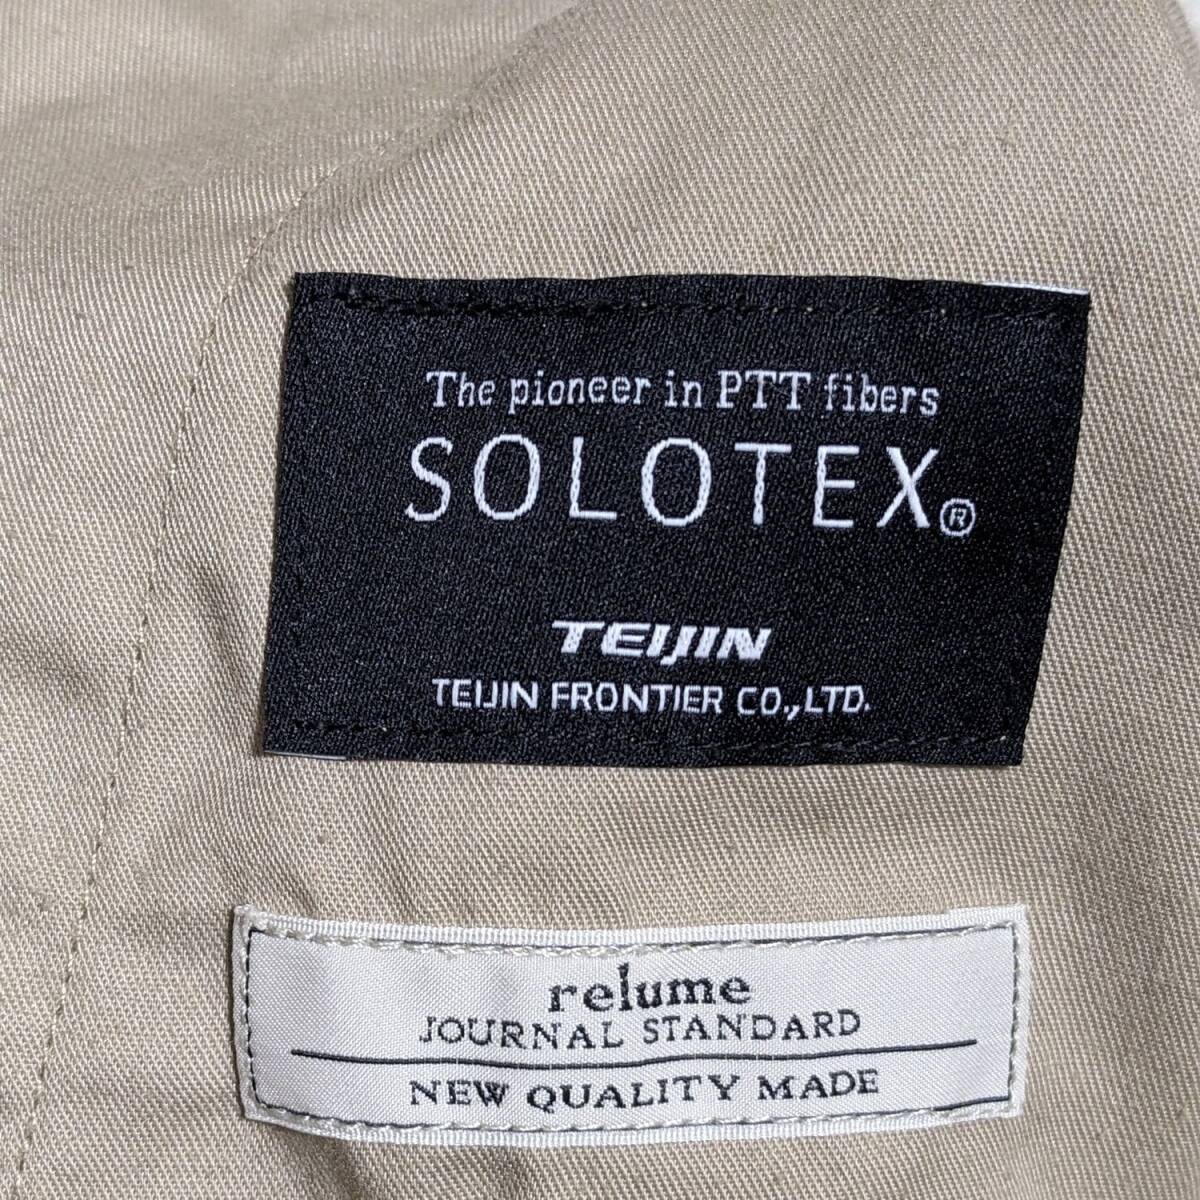 The pioneer in PTT fibers
SOLOTEX®
TEIJIN
TEIJIN FRONTIER CO.,LTD.
relume
JOURNAL STANDARD
NEW QUALITY MADE